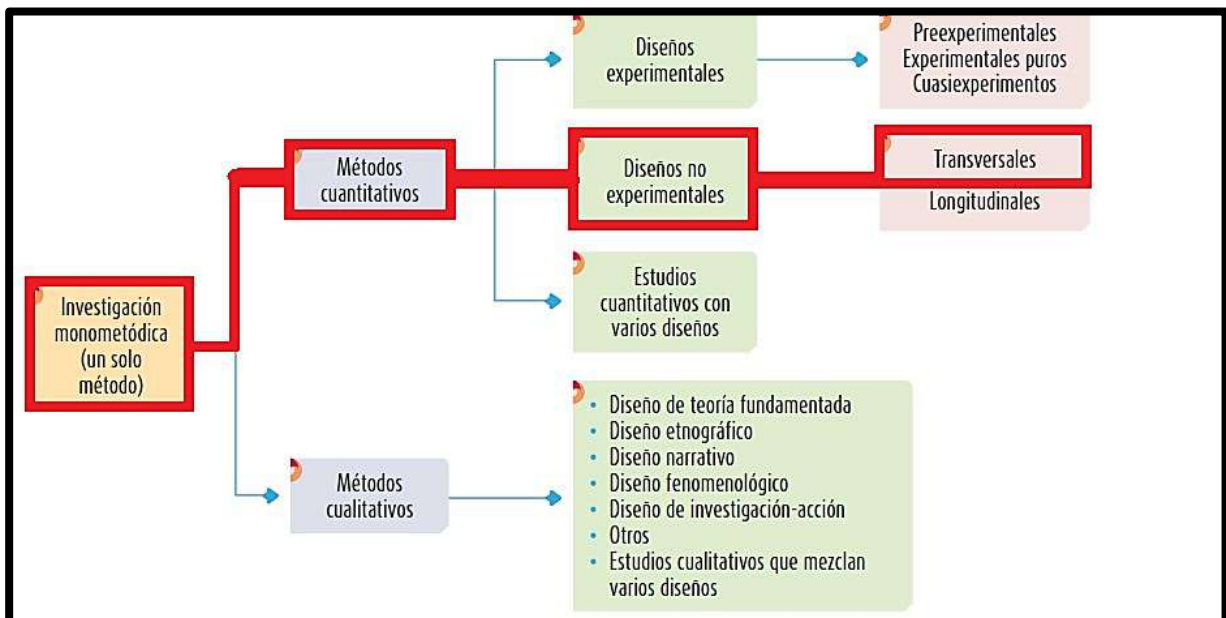 Diseños
experimentales
Preexperimentales
Experimentales puros
Cuasiexperimentos
Métodos
cuantitativos
Diseños no
experimentales
Transversales
Longitudinales
Estudios
cuantitativos con
varios diseños
Investigación
monometódica
(un solo
método)
Métodos
cualitativos
• Diseño de teoría fundamentada
• Diseño etnográfico
• Diseño narrativo
• Diseño fenomenológico
• Diseño de investigación-acción
• Otros
• Estudios cualitativos que mezclan
varios diseños